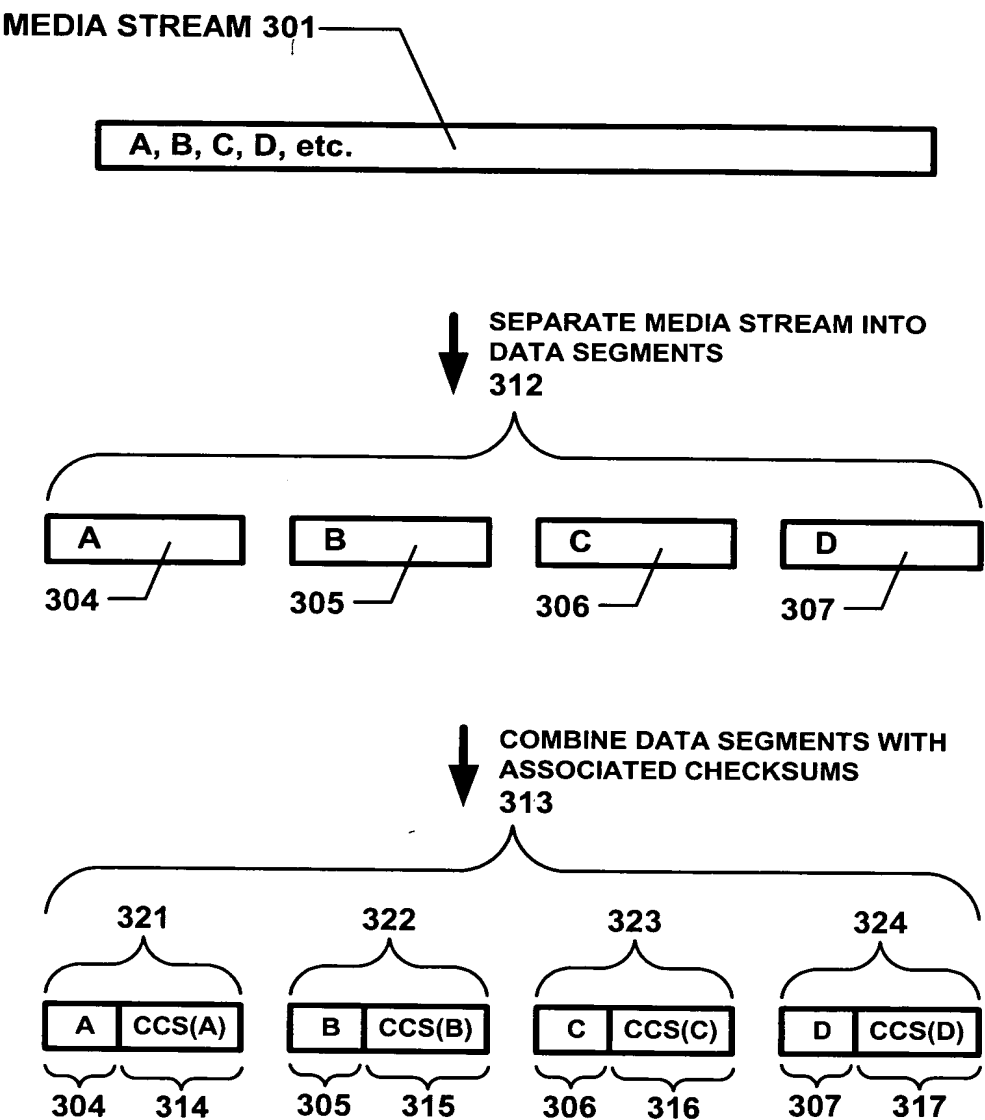 MEDIA STREAM 301
A, B, C, D, etc.
SEPARATE MEDIA STREAM INTO
DATA SEGMENTS
312
A B C D
304 305 306 307
COMBINE DATA SEGMENTS WITH
ASSOCIATED CHECKSUMS
313
321 322 323 324
A CCS(A) B CCS(B) C CCS(C) D CCS(D)
304 314 305 315 306 316 307 317